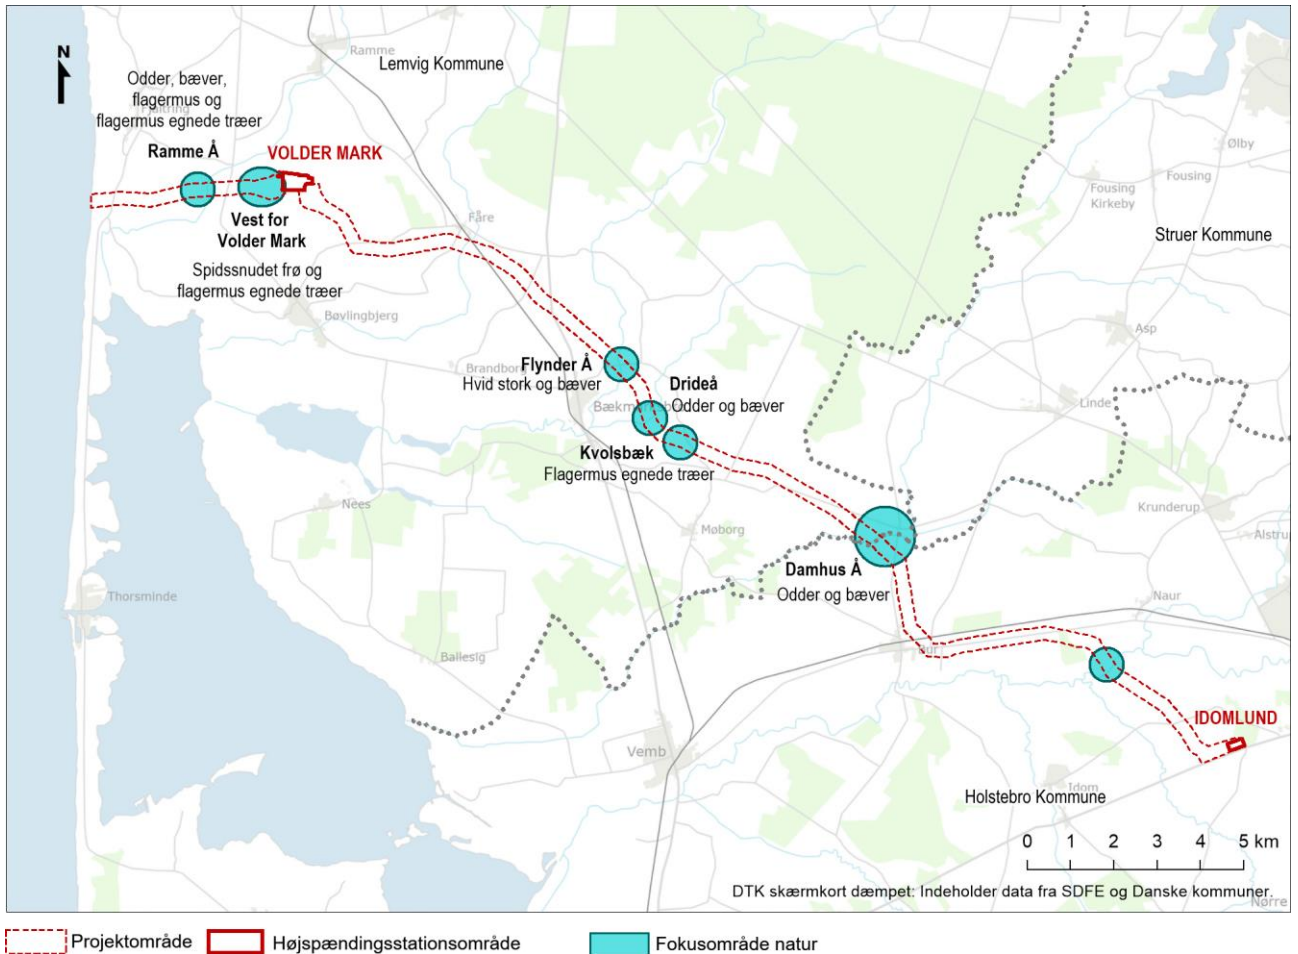 N
Ramme
Lemvig Kommune
Odder, bæver,
flagermus og
flagermus egnede træer
Ramme Å
VOLDER MARK
Vest for
Volder Mark
Spidssnudet frø og
flagermus egnede træer
Fåre
Bøvlingbjerg
Brandborg
Flynder Å
Hvid stork og bæver
Drideå
Odder og bæver
Kvolsbæk
Flagermus egnede træer
Ølby
Fousing
Fousing
Kirkeby
Struer Kommune
Asp
Linde
Krunderup
Nees
Møborg
Damhus Å
Odder og bæver
Thorsminde
Naur
Ballesig
Bur
IDOMLUND
Vemb
Idom
Holstebro Kommune
0 1 2 3 4 5 km
DTK skærmkort dæmpet: Indeholder data fra SDFE og Danske kommuner.
Nørre
Projektområde
Højspændingsstationsområde
Fokusområde natur